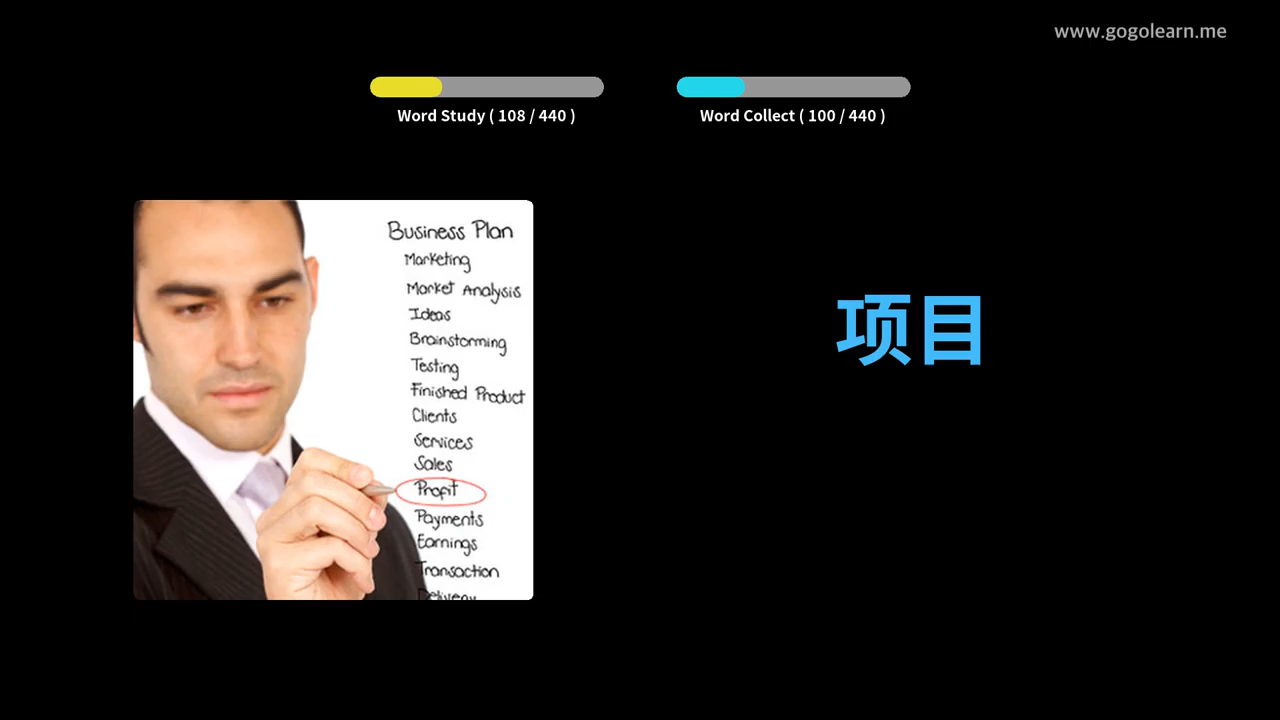 www.gogolearn.me
Word Study ( 108 / 440 )
Word Collect ( 100 / 440 )
Business Plan
Marketing
Market Analysis
Ideas
Brainstorming
Testing
Finished Product
Clients
Services
Sales
Profit
Payments
Earnings
Transaction
Delivery
项目